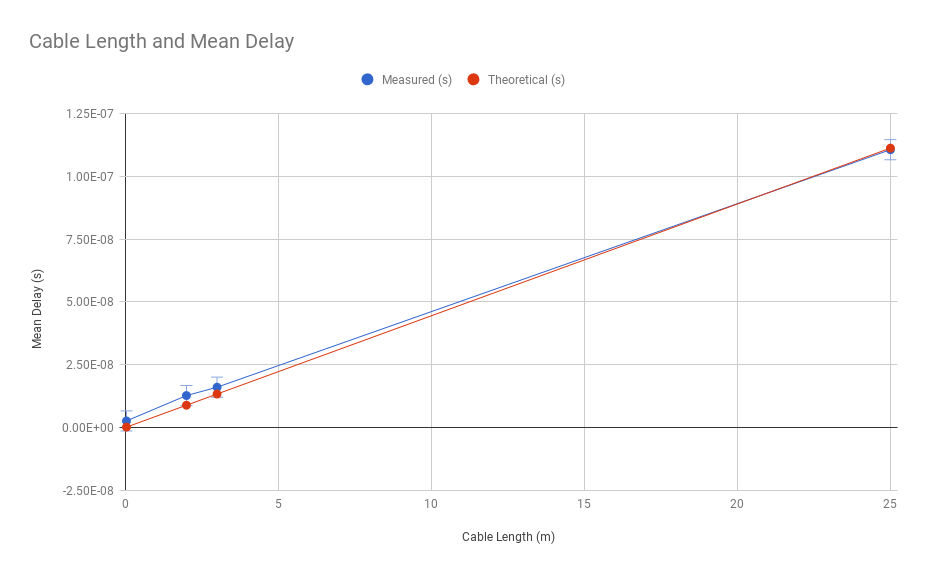 Cable Length and Mean Delay
Measured (s) Theoretical (s)
1.25E-07
1.00E-07
7.50E-08
5.00E-08
2.50E-08
0.00E+00
-2.50E-08
Mean Delay (s)
0 5 10 15 20 25
Cable Length (m)